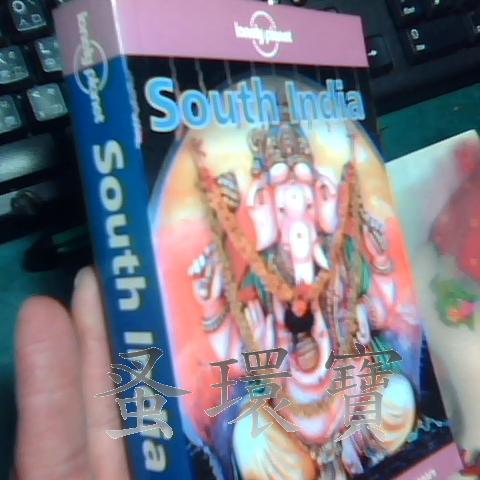 lonely planet
South India
lonely planet South India
蚤環寶